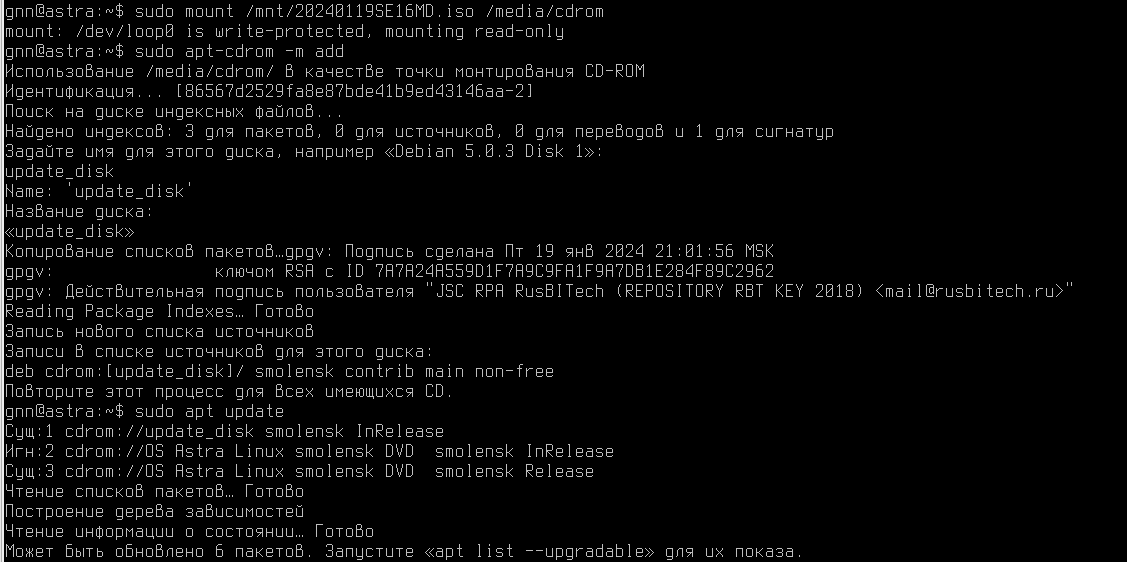 gnn@astra:~$ sudo mount /mnt/20240119SE16MD.iso /media/cdrom
mount: /dev/loop0 is write-protected, mounting read-only
gnn@astra:~$ sudo apt-cdrom -m add
Использование /media/cdrom/ в качестве точки монтирования CD-ROM
Идентификация... [86567d2529fa8e87bde41b9ed43146aa-2]
Поиск на диске индексных файлов...
Найдено индексов: 3 для пакетов, 0 для источников, 0 для переводов и 1 для сигнатур
Задайте имя для этого диска, например «Debian 5.0.3 Disk 1»:
update_disk
Name: 'update_disk'
Название диска:
«update_disk»
Копирование списков пакетов…gpgv: Подпись сделана Пт 19 янв 2024 21:01:56 MSK
gpgv:                ключом RSA с ID 7A7A24A559D1F7A9C9FA1F9A7DB1E284F89C2962
gpgv: Действительная подпись пользователя "JSC RPA RusBITech (REPOSITORY RBT KEY 2018) <mail@rusbitech.ru>"
Reading Package Indexes… Готово
Запись нового списка источников
Записи в списке источников для этого диска:
deb cdrom:[update_disk]/ smolensk contrib main non-free
Повторите этот процесс для всех имеющихся CD.
gnn@astra:~$ sudo apt update
Сущ:1 cdrom://update_disk smolensk InRelease
Игн:2 cdrom://OS Astra Linux smolensk DVD  smolensk InRelease
Сущ:3 cdrom://OS Astra Linux smolensk DVD  smolensk Release
Чтение списков пакетов… Готово
Построение дерева зависимостей
Чтение информации о состоянии… Готово
Может быть обновлено 6 пакетов. Запустите «apt list --upgradable» для их показа.